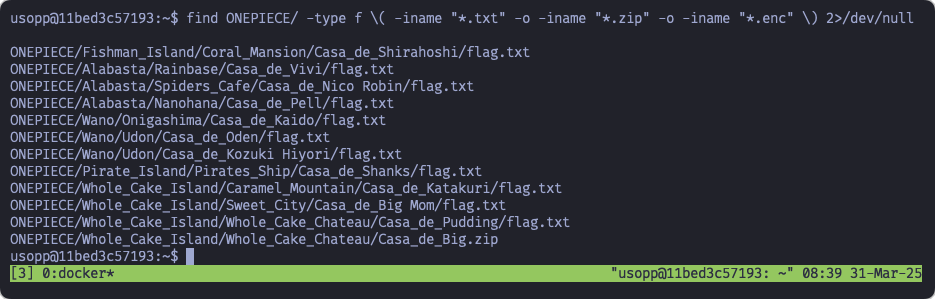 usopp@11bed3c57193:~$ find ONEPIECE/ -type f \( -iname "*.txt" -o -iname "*.zip" -o -iname "*.enc" \) 2>/dev/null
ONEPIECE/Fishman_Island/Coral_Mansion/Casa_de_Shirahoshi/flag.txt
ONEPIECE/Alabasta/Rainbase/Casa_de_Vivi/flag.txt
ONEPIECE/Alabasta/Spiders_Cafe/Casa_de_Nico Robin/flag.txt
ONEPIECE/Alabasta/Nanohana/Casa_de_Pell/flag.txt
ONEPIECE/Wano/Onigashima/Casa_de_Kaido/flag.txt
ONEPIECE/Wano/Udon/Casa_de_Oden/flag.txt
ONEPIECE/Wano/Udon/Casa_de_Kozuki Hiyori/flag.txt
ONEPIECE/Pirate_Island/Pirates_Ship/Casa_de_Shanks/flag.txt
ONEPIECE/Whole_Cake_Island/Caramel_Mountain/Casa_de_Katakuri/flag.txt
ONEPIECE/Whole_Cake_Island/Sweet_City/Casa_de_Big Mom/flag.txt
ONEPIECE/Whole_Cake_Island/Whole_Cake_Chateau/Casa_de_Pudding/flag.txt
ONEPIECE/Whole_Cake_Island/Whole_Cake_Chateau/Casa_de_Big.zip
usopp@11bed3c57193:~$
[3] 0:docker* "usopp@11bed3c57193: ~" 08:39 31-Mar-25